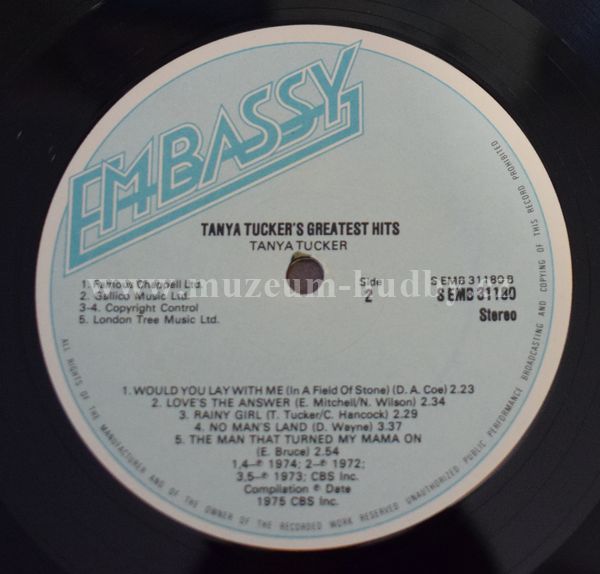 EMBASSY
TANYA TUCKER'S GREATEST HITS
TANYA TUCKER
1. Famous Chappell Ltd.
2. Gallico Music Ltd.
3-4. Copyright Control
5. London Tree Music Ltd.
Side
2
S EMB 31180 B
S EMB 31180
Stereo
www.muzeum-hudby
1. WOULD YOU LAY WITH ME (In A Field Of Stone) (D. A. Coe) 2.23
2. LOVE'S THE ANSWER (E. Mitchell/N. Wilson) 2.34
3. RAINY GIRL (T. Tucker/C. Hancock) 2.29
4. NO MAN'S LAND (D. Wayne) 3.37
5. THE MAN THAT TURNED MY MAMA ON
(E. Bruce) 2.54
1,4–℗ 1974; 2–℗ 1972;
3,5–℗ 1973; CBS Inc.
Compilation ℗ Date
1975 CBS Inc.
ALL RIGHTS OF THE MANUFACTURER AND OF THE OWNER OF THE RECORDED WORK RESERVED UNAUTHORIZED PUBLIC PERFORMANCE BROADCASTING AND COPYING OF THIS RECORD PROHIBITED